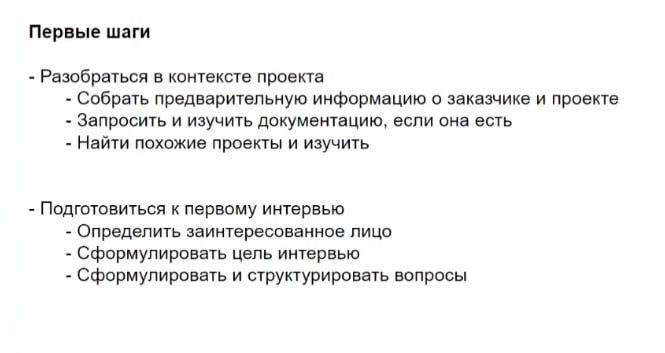 Первые шаги
- Разобраться в контексте проекта
- Собрать предварительную информацию о заказчике и проекте
- Запросить и изучить документацию, если она есть
- Найти похожие проекты и изучить
- Подготовиться к первому интервью
- Определить заинтересованное лицо
- Сформулировать цель интервью
- Сформулировать и структурировать вопросы